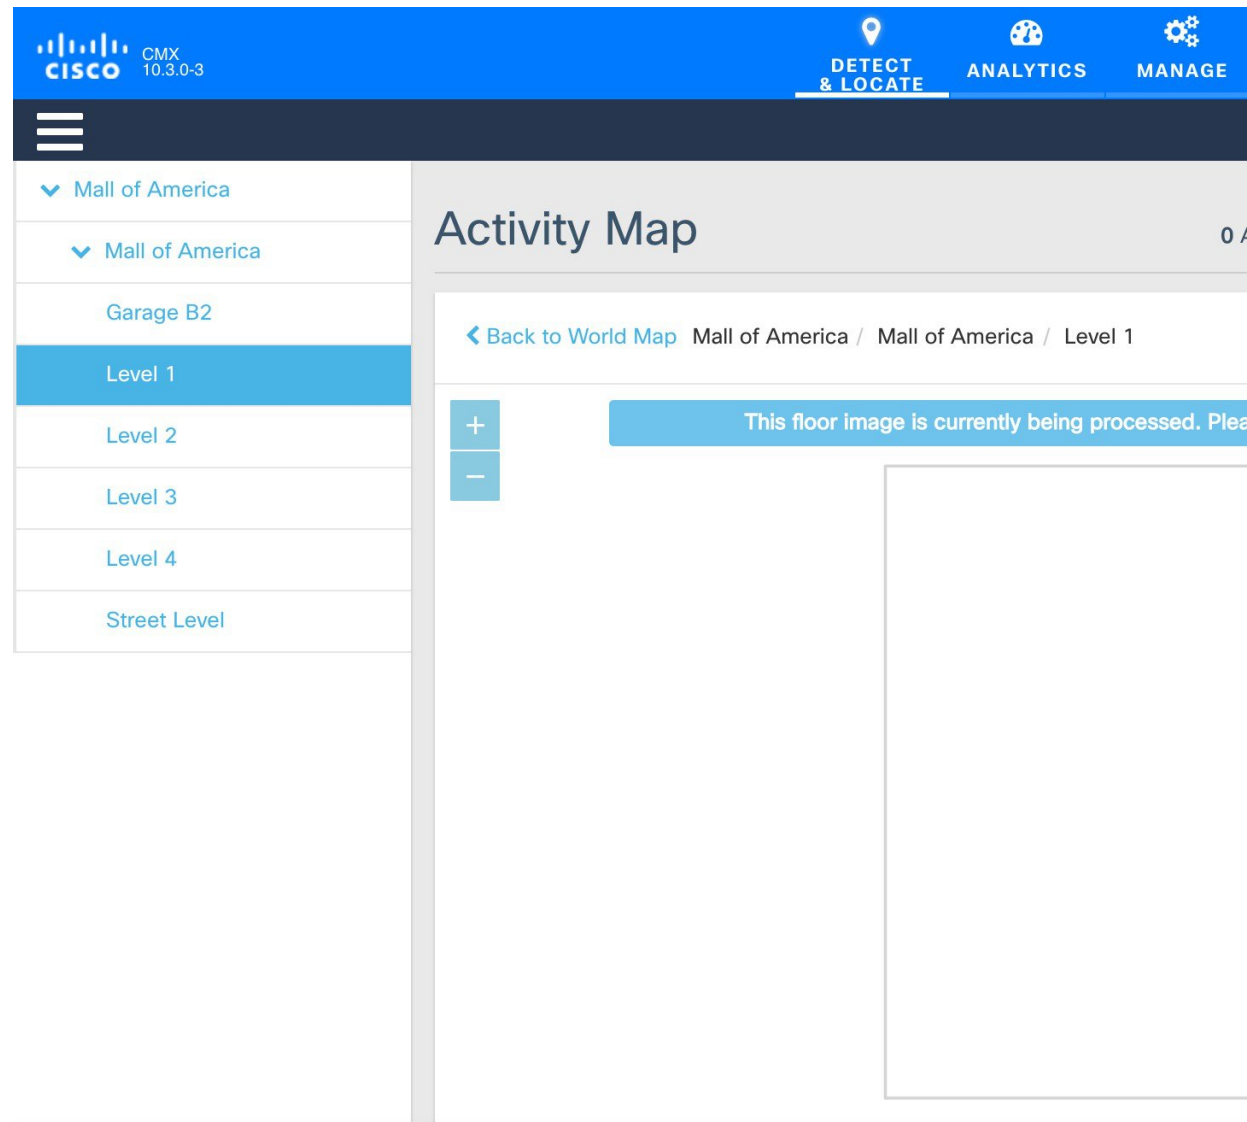 CISCO
CMX
10.3.0-3
DETECT
& LOCATE
ANALYTICS
MANAGE
Mall of America
Mall of America
Garage B2
Level 1
Level 2
Level 3
Level 4
Street Level
Activity Map
0
Back to World Map Mall of America / Mall of America / Level 1
+
This floor image is currently being processed.
−